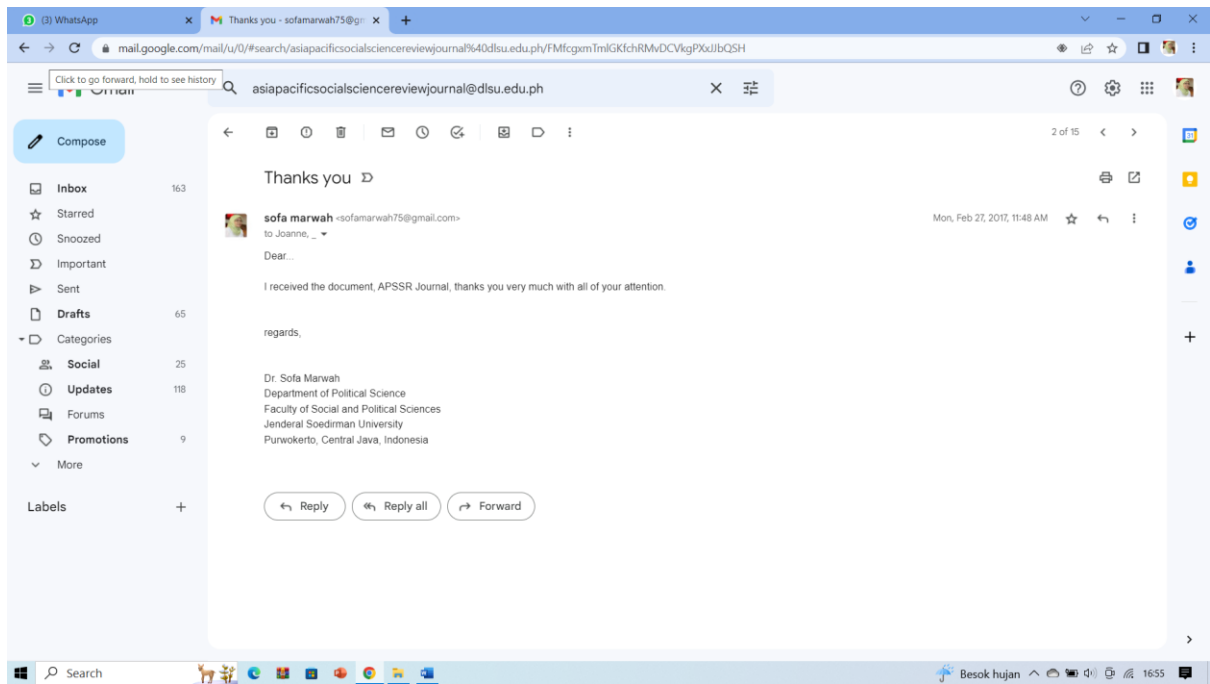 (3) WhatsApp
Thanks you - sofamarwah75@gm
mail.google.com/mail/u/0/#search/asiapacificsocialsciencereviewjournal%40dlsu.edu.ph/FMfcgxmTmlGKfchRMvDCVkgPXxJJbQSH
Click to go forward, hold to see history
asiapacificsocialsciencereviewjournal@dlsu.edu.ph
Compose
2 of 15
Inbox 163
Starred
Snoozed
Important
Sent
Drafts 65
Categories
Social 25
Updates 118
Forums
Promotions 9
More
Labels
Thanks you
sofa marwah <sofamarwah75@gmail.com>
Mon, Feb 27, 2017, 11:48 AM
to Joanne, _
Dear...
I received the document, APSSR Journal, thanks you very much with all of your attention.
regards,
Dr. Sofa Marwah
Department of Political Science
Faculty of Social and Political Sciences
Jenderal Soedirman University
Purwokerto, Central Java, Indonesia
Reply
Reply all
Forward
31
Search
Besok hujan
16:55